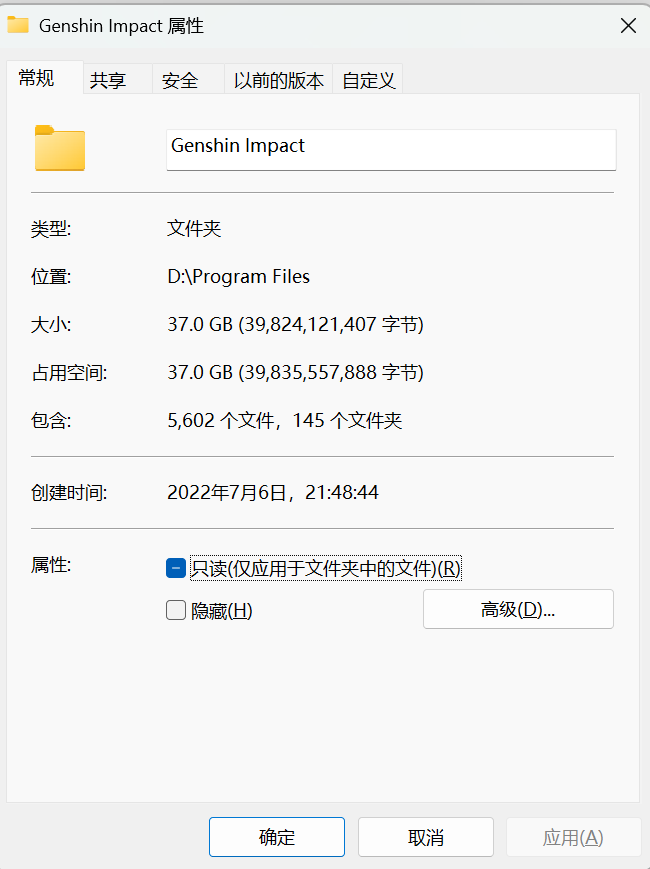 Genshin Impact 属性
常规 共享 安全 以前的版本 自定义
Genshin Impact
类型: 文件夹
位置: D:\Program Files
大小: 37.0 GB (39,824,121,407 字节)
占用空间: 37.0 GB (39,835,557,888 字节)
包含: 5,602 个文件，145 个文件夹
创建时间: 2022年7月6日，21:48:44
属性: 只读(仅应用于文件夹中的文件)(R)
隐藏(H) 高级(D)...
确定 取消 应用(A)